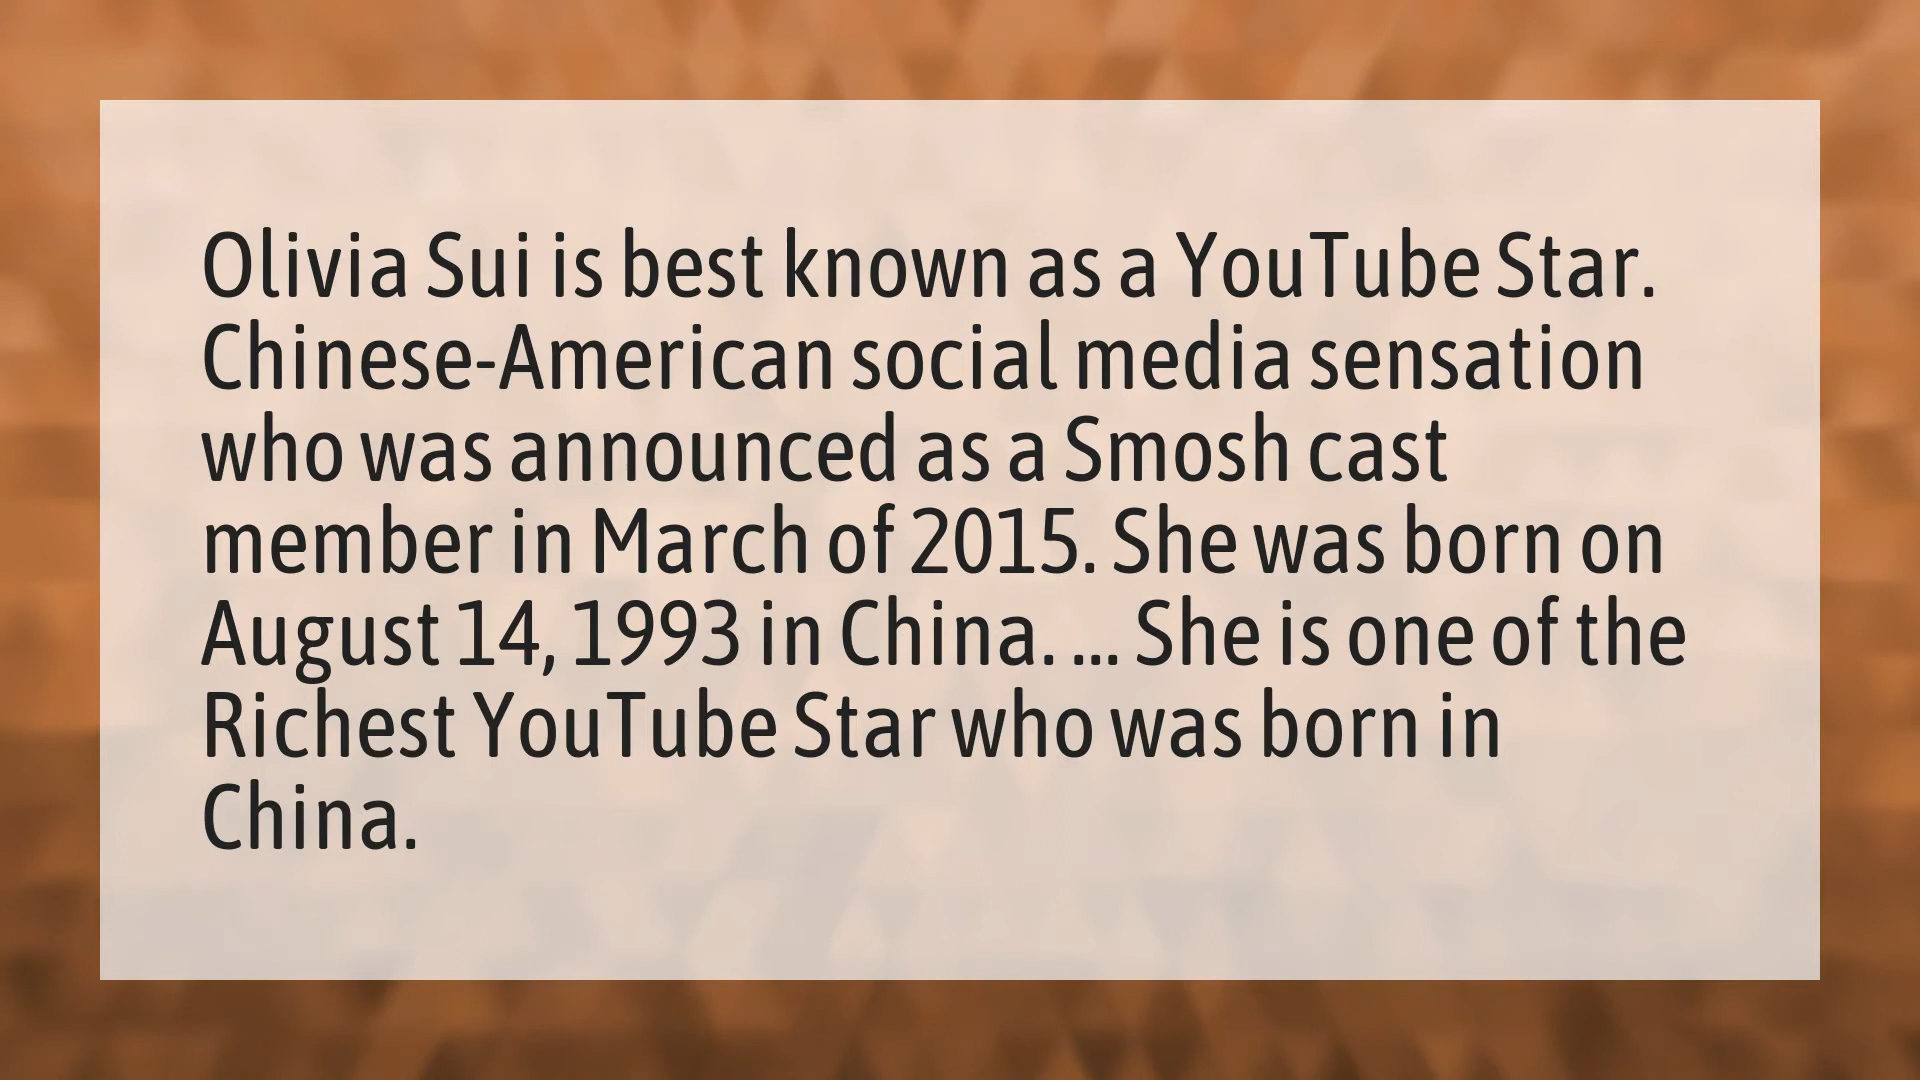 Olivia Sui is best known as a YouTube Star.
Chinese-American social media sensation
who was announced as a Smosh cast
member in March of 2015. She was born on
August 14, 1993 in China. ... She is one of the
Richest YouTube Star who was born in
China.